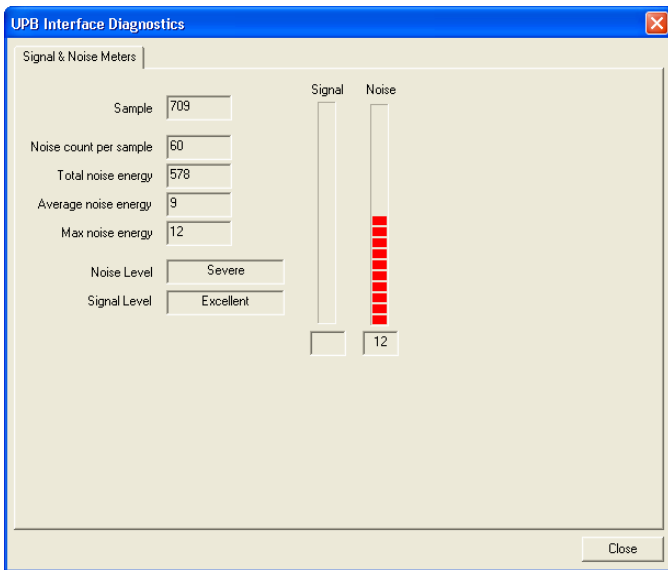 UPB Interface Diagnostics
Signal & Noise Meters
Signal Noise
Sample 709
Noise count per sample 60
Total noise energy 578
Average noise energy 9
Max noise energy 12
Noise Level Severe
Signal Level Excellent
12
Close